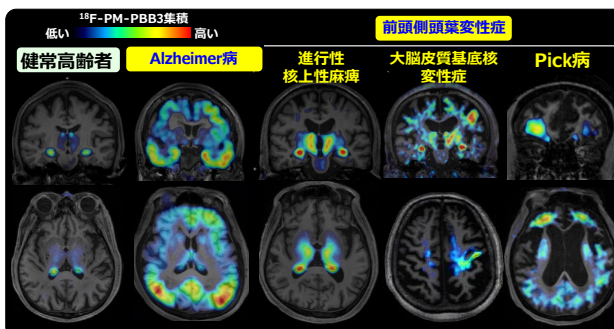 ¹⁸F-PM-PBB3集積
低い 高い
前頭側頭葉変性症
健常高齢者
Alzheimer病
進行性
核上性麻痺
大脳皮質基底核
変性症
Pick病